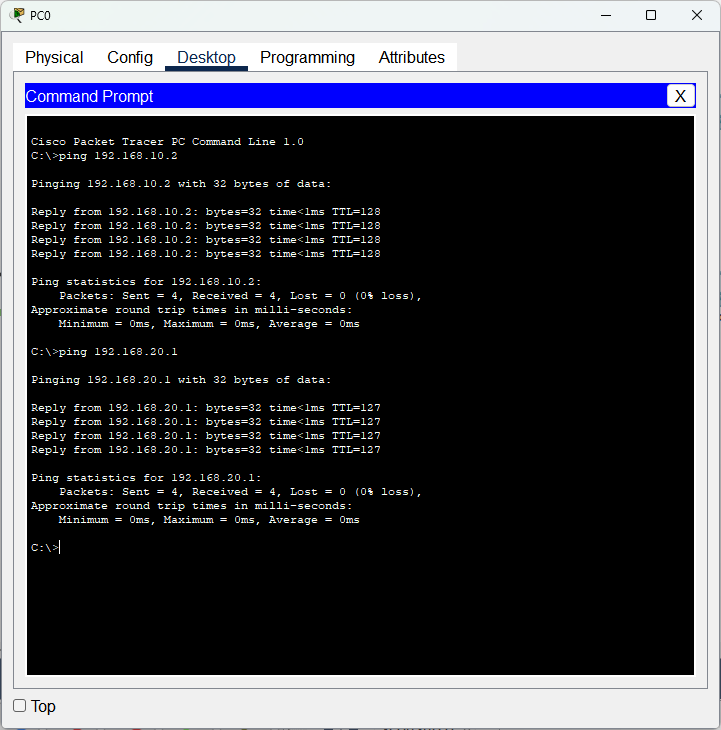 PC0
Physical Config Desktop Programming Attributes
Command Prompt X
Cisco Packet Tracer PC Command Line 1.0
C:\>ping 192.168.10.2
Pinging 192.168.10.2 with 32 bytes of data:
Reply from 192.168.10.2: bytes=32 time<1ms TTL=128
Reply from 192.168.10.2: bytes=32 time<1ms TTL=128
Reply from 192.168.10.2: bytes=32 time<1ms TTL=128
Reply from 192.168.10.2: bytes=32 time<1ms TTL=128
Ping statistics for 192.168.10.2:
Packets: Sent = 4, Received = 4, Lost = 0 (0% loss),
Approximate round trip times in milli-seconds:
Minimum = 0ms, Maximum = 0ms, Average = 0ms
C:\>ping 192.168.20.1
Pinging 192.168.20.1 with 32 bytes of data:
Reply from 192.168.20.1: bytes=32 time<1ms TTL=127
Reply from 192.168.20.1: bytes=32 time<1ms TTL=127
Reply from 192.168.20.1: bytes=32 time<1ms TTL=127
Reply from 192.168.20.1: bytes=32 time<1ms TTL=127
Ping statistics for 192.168.20.1:
Packets: Sent = 4, Received = 4, Lost = 0 (0% loss),
Approximate round trip times in milli-seconds:
Minimum = 0ms, Maximum = 0ms, Average = 0ms
C:\>
Top